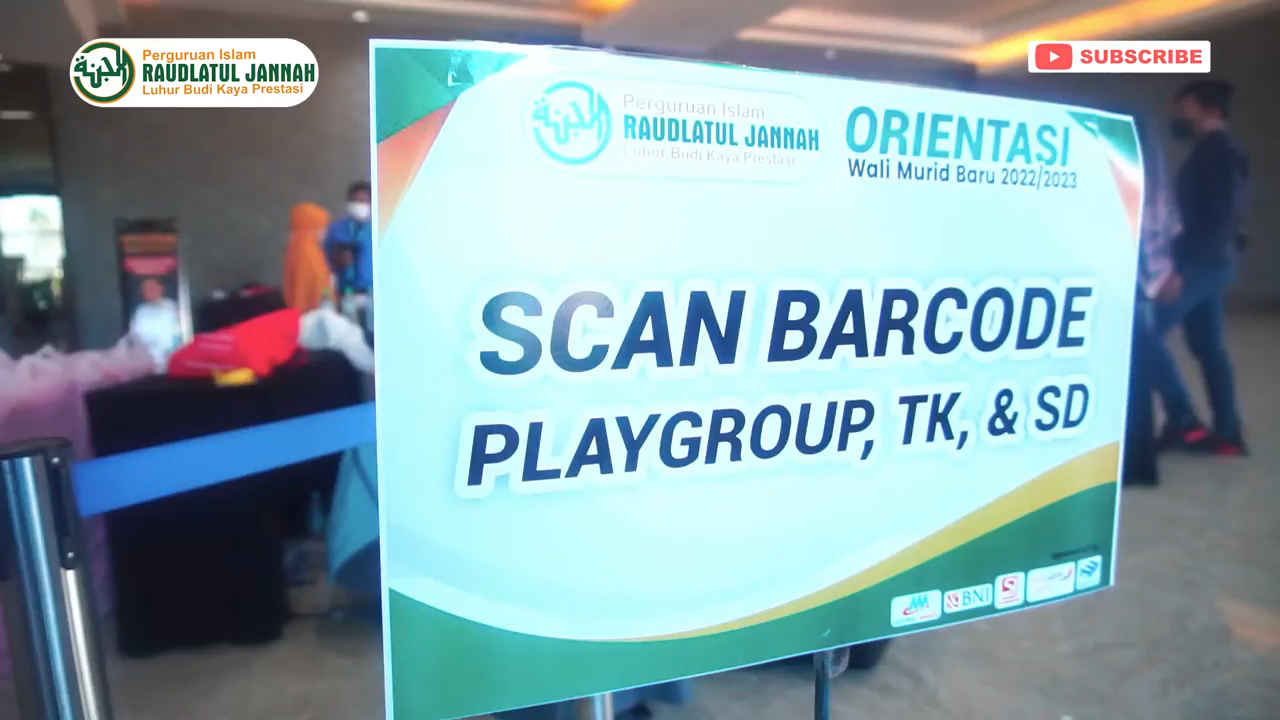 Perguruan Islam
RAUDLATUL JANNAH
Luhur Budi Kaya Prestasi
SUBSCRIBE
Perguruan Islam
RAUDLATUL JANNAH
Luhur Budi Kaya Prestasi
ORIENTASI
Wali Murid Baru 2022/2023
SCAN BARCODE
PLAYGROUP, TK, & SD
BNI